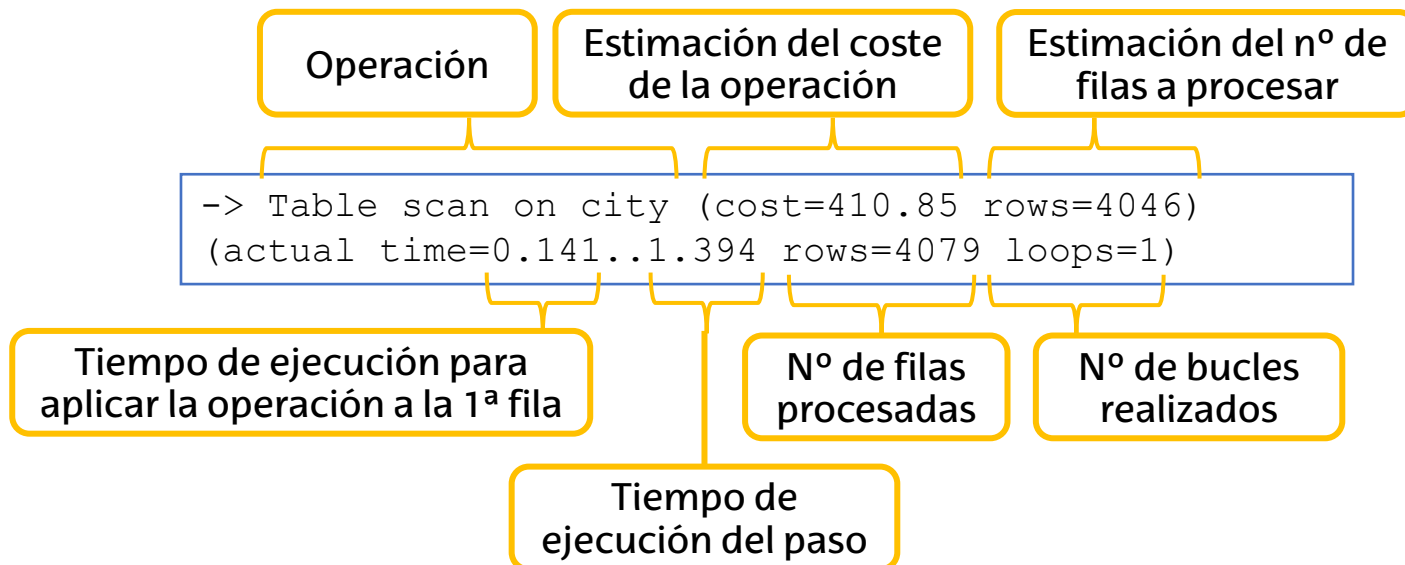 Operación
Estimación del coste
de la operación
Estimación del nº de
filas a procesar
-> Table scan on city (cost=410.85 rows=4046)
(actual time=0.141..1.394 rows=4079 loops=1)
Tiempo de ejecución para
aplicar la operación a la 1ª fila
Nº de filas
procesadas
Nº de bucles
realizados
Tiempo de
ejecución del paso